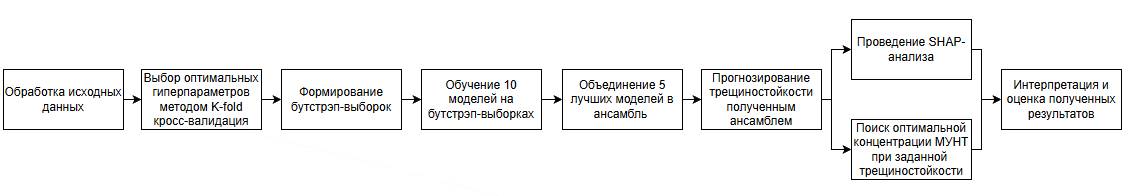 Обработка исходных
данных
Выбор оптимальных
гиперпараметров
методом K-fold
кросс-валидация
Формирование
бутстрэп-выборок
Обучение 10
моделей на
бутстрэп-выборках
Объединение 5
лучших моделей в
ансамбль
Прогнозирование
трещиностойкости
полученным
ансамблем
Проведение SHAP-
анализа
Поиск оптимальной
концентрации МУНТ
при заданной
трещиностойкости
Интерпретация и
оценка полученных
результатов